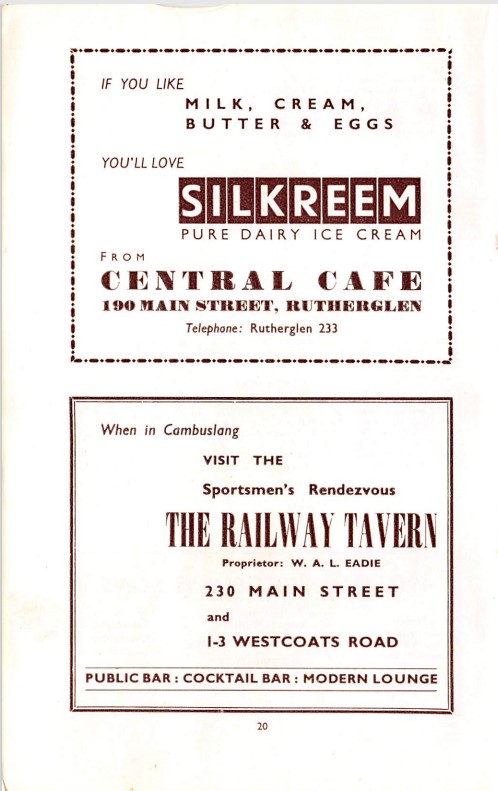 IF YOU LIKE
MILK, CREAM,
BUTTER & EGGS
YOU'LL LOVE
SILKREEM
PURE DAIRY ICE CREAM
FROM
CENTRAL CAFE
190 MAIN STREET, RUTHERGLEN
Telephone: Rutherglen 233
When in Cambuslang
VISIT THE
Sportsmen's Rendezvous
THE RAILWAY TAVERN
Proprietor: W. A. L. EADIE
230 MAIN STREET
and
1-3 WESTCOATS ROAD
PUBLIC BAR : COCKTAIL BAR : MODERN LOUNGE
20